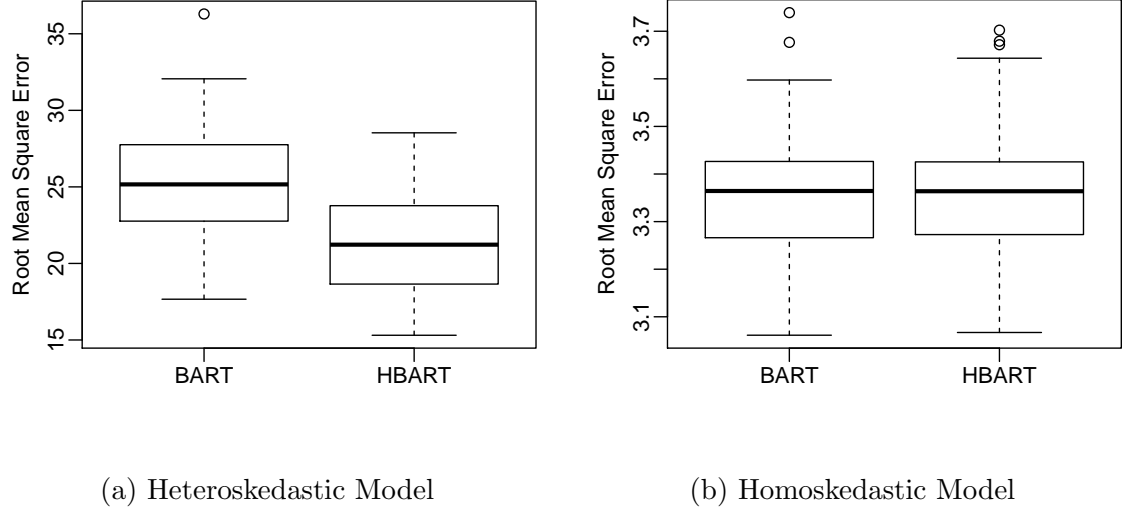 Root Mean Square Error
35
30
25
20
15
BART
HBART
(a) Heteroskedastic Model
Root Mean Square Error
3.7
3.5
3.3
3.1
BART
HBART
(b) Homoskedastic Model